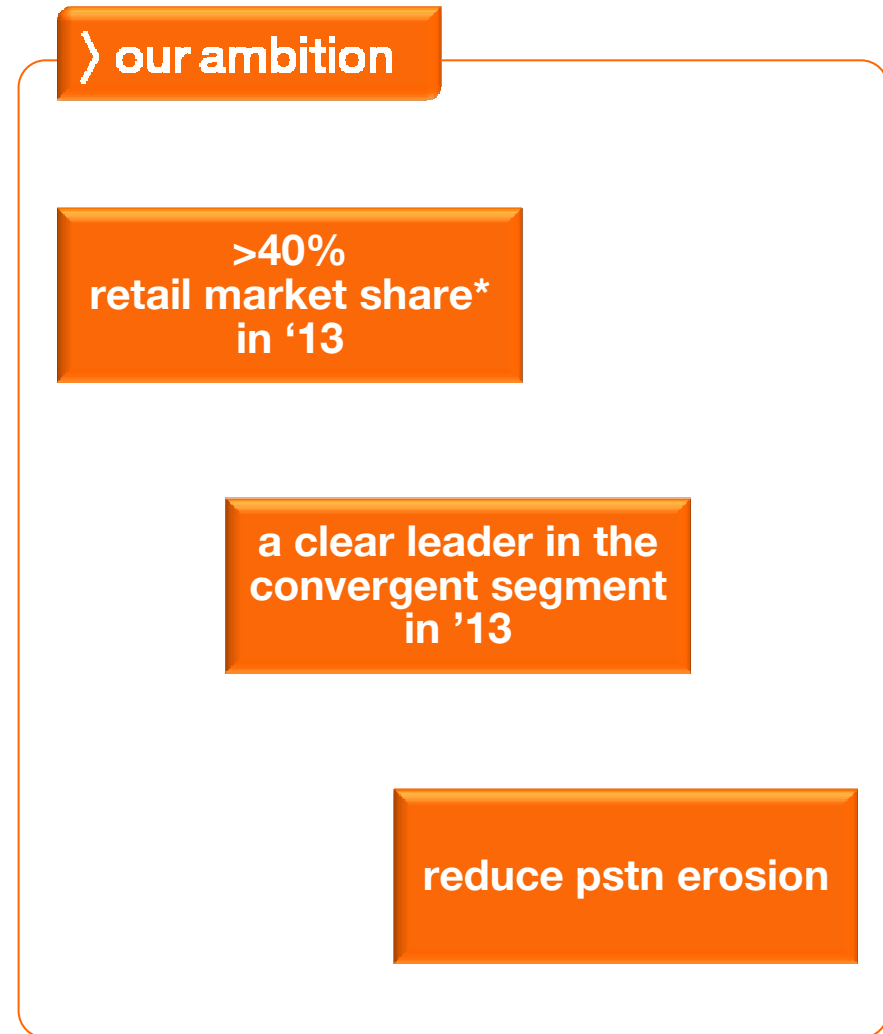 〉our ambition
>40%
retail market share*
in ‘13
a clear leader in the
convergent segment
in ’13
reduce pstn erosion